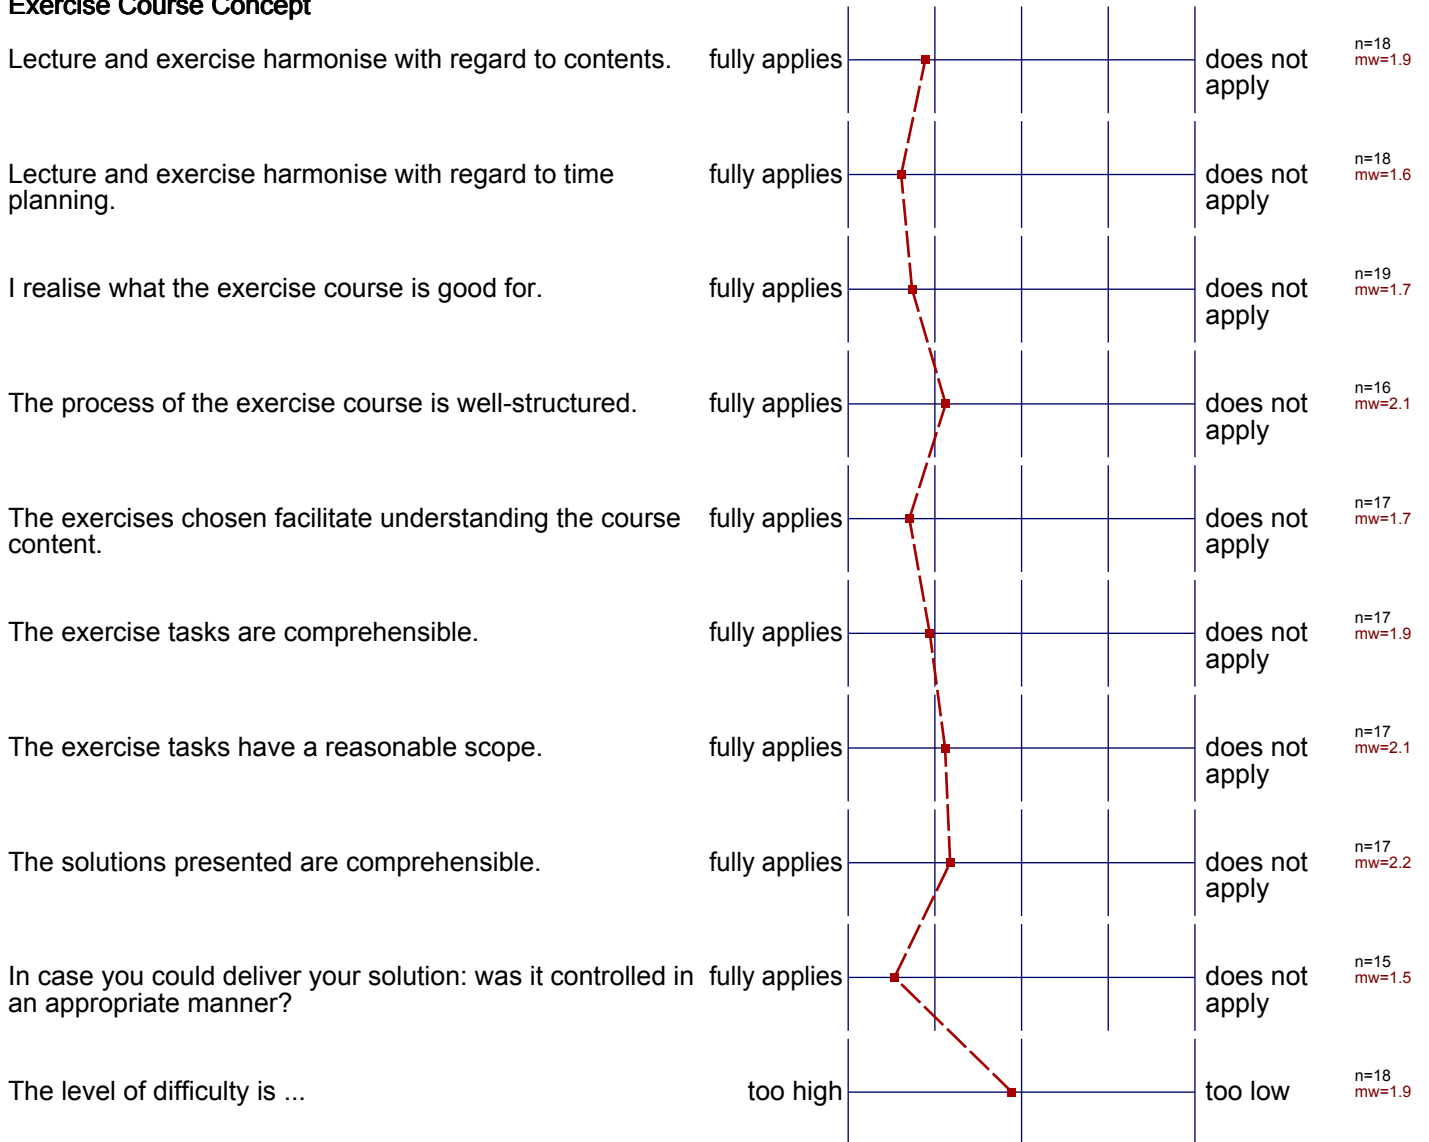 Exercise Course Concept
Lecture and exercise harmonise with regard to contents. fully applies does not apply n=18 mw=1.9
Lecture and exercise harmonise with regard to time planning. fully applies does not apply n=18 mw=1.6
I realise what the exercise course is good for. fully applies does not apply n=19 mw=1.7
The process of the exercise course is well-structured. fully applies does not apply n=16 mw=2.1
The exercises chosen facilitate understanding the course content. fully applies does not apply n=17 mw=1.7
The exercise tasks are comprehensible. fully applies does not apply n=17 mw=1.9
The exercise tasks have a reasonable scope. fully applies does not apply n=17 mw=2.1
The solutions presented are comprehensible. fully applies does not apply n=17 mw=2.2
In case you could deliver your solution: was it controlled in an appropriate manner? fully applies does not apply n=15 mw=1.5
The level of difficulty is ... too high too low n=18 mw=1.9